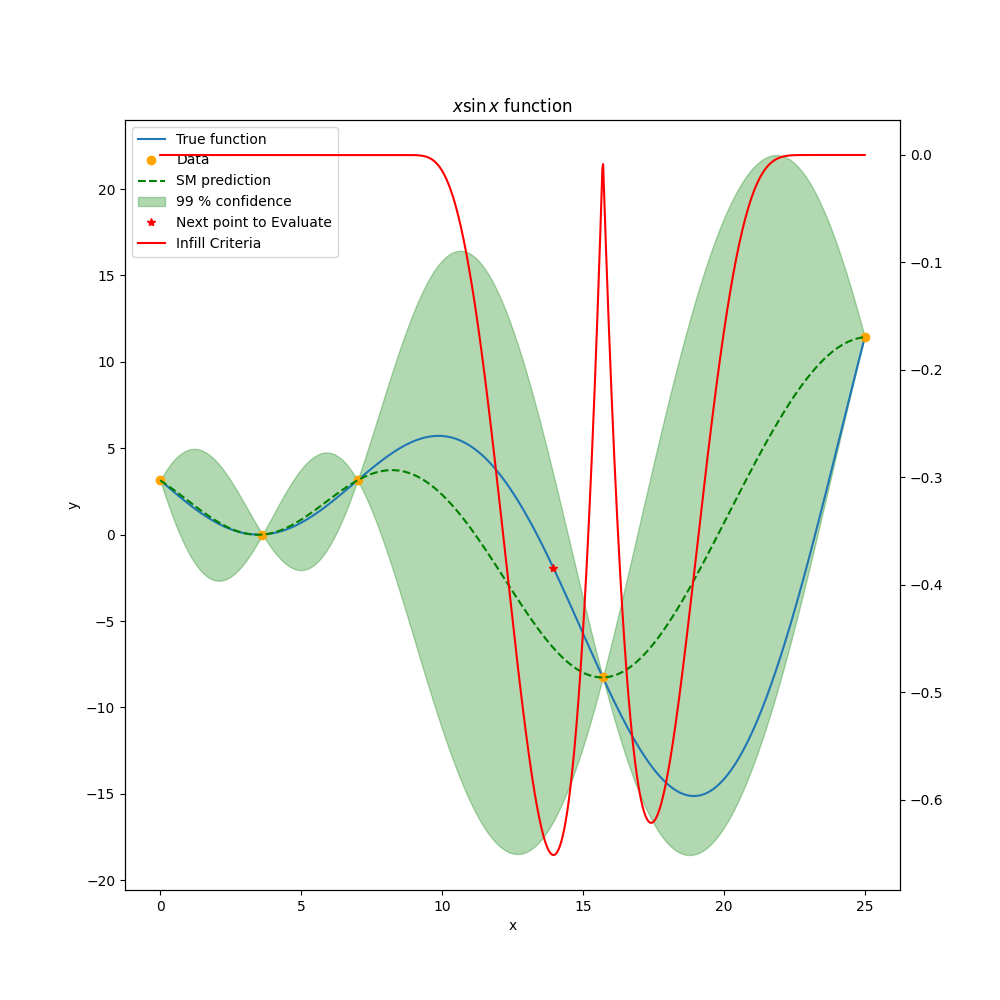 x sin x function
True function
Data
SM prediction
99 % confidence
Next point to Evaluate
Infill Criteria
20
15
10
5
0
−5
−10
−15
−20
y
0.0
−0.1
−0.2
−0.3
−0.4
−0.5
−0.6
0 5 10 15 20 25
x